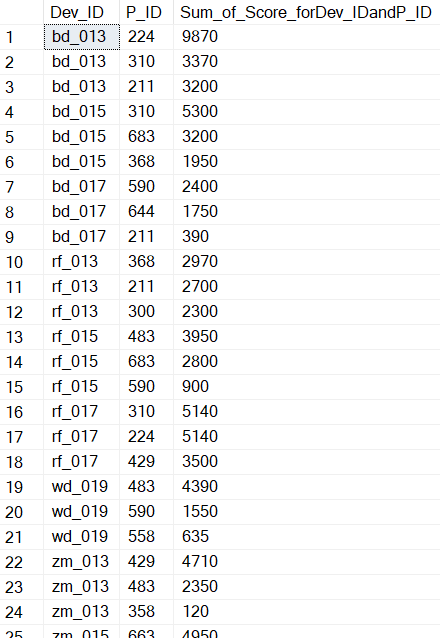 Dev_ID P_ID Sum_of_Score_forDev_IDandP_ID
1 bd_013 224 9870
2 bd_013 310 3370
3 bd_013 211 3200
4 bd_015 310 5300
5 bd_015 683 3200
6 bd_015 368 1950
7 bd_017 590 2400
8 bd_017 644 1750
9 bd_017 211 390
10 rf_013 368 2970
11 rf_013 211 2700
12 rf_013 300 2300
13 rf_015 483 3950
14 rf_015 683 2800
15 rf_015 590 900
16 rf_017 310 5140
17 rf_017 224 5140
18 rf_017 429 3500
19 wd_019 483 4390
20 wd_019 590 1550
21 wd_019 558 635
22 zm_013 429 4710
23 zm_013 483 2350
24 zm_013 358 120
25 zm_015 663 4950